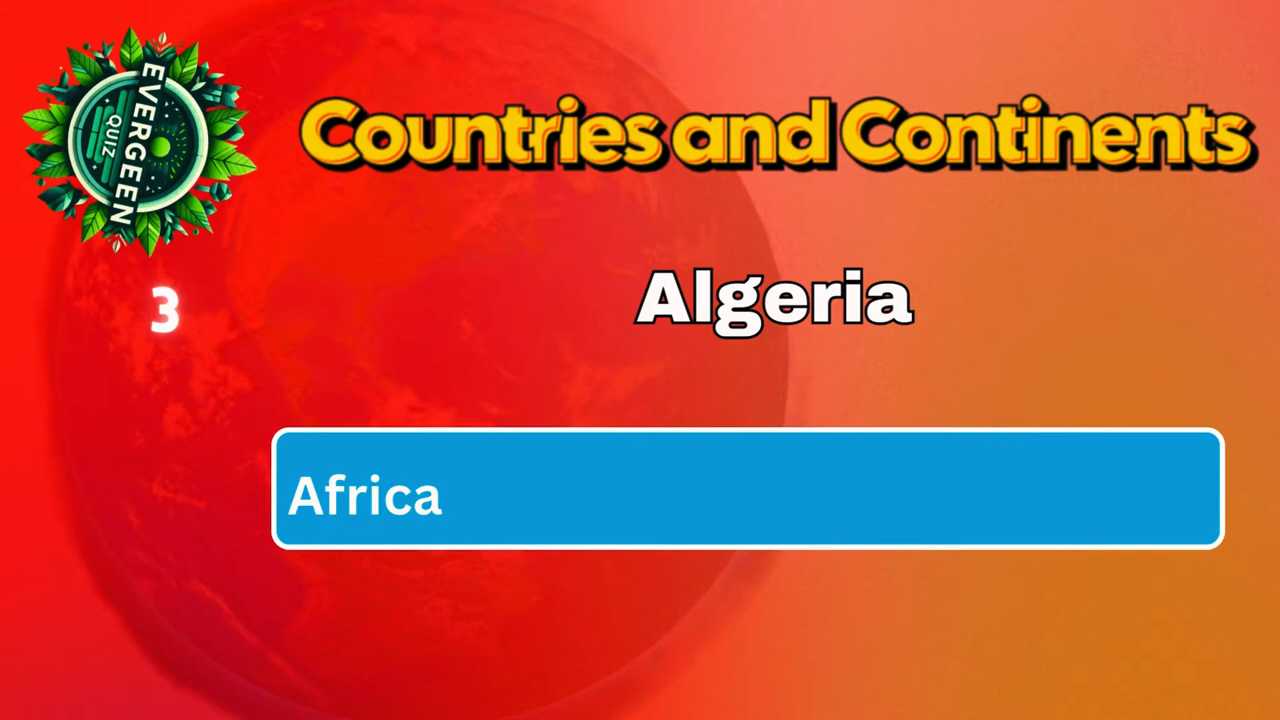 EVERGEEN
QUIZ
Countries and Continents
3
Algeria
Africa